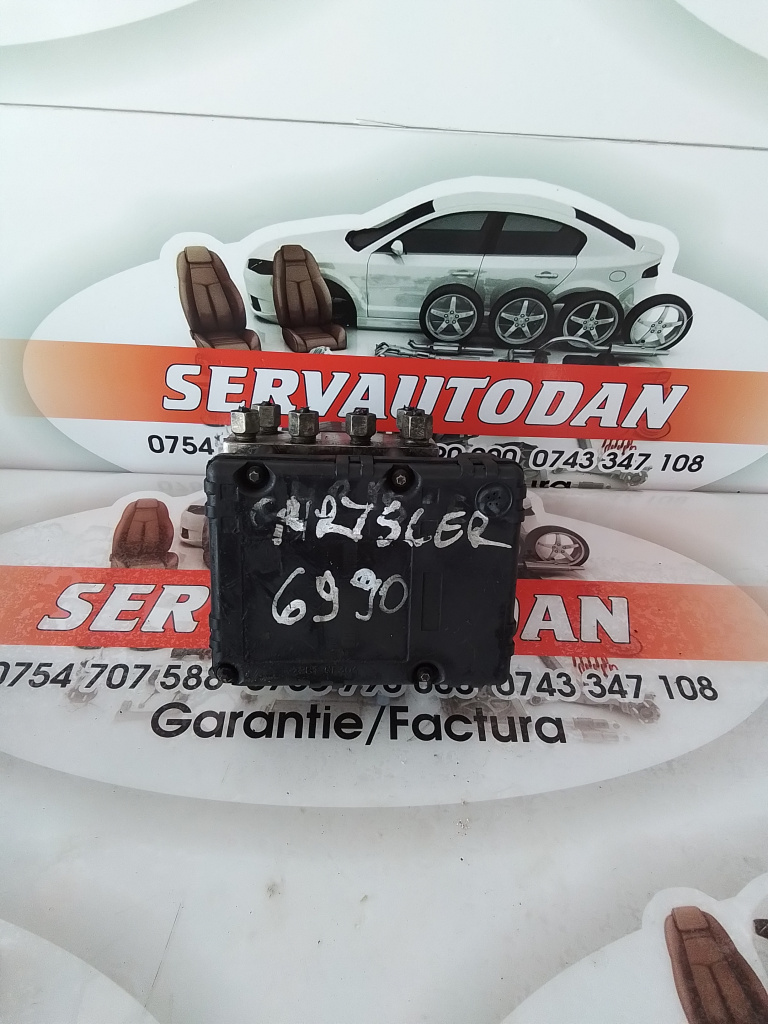 SERVAUTODAN
0754
0743 347 108
CHRYSLER
6990
SER
DAN
0754 707 588
0743 347 108
Garantie/Factura